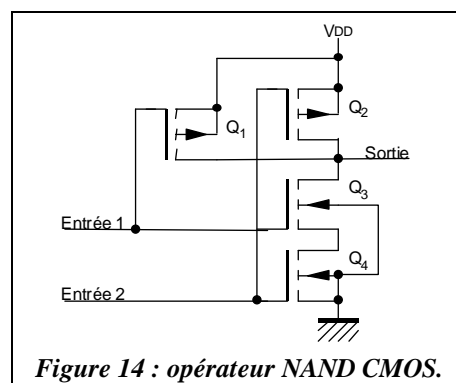 VDD
Q2
Q1
Sortie
Q3
Entrée 1
Q4
Entrée 2
Figure 14 : opérateur NAND CMOS.